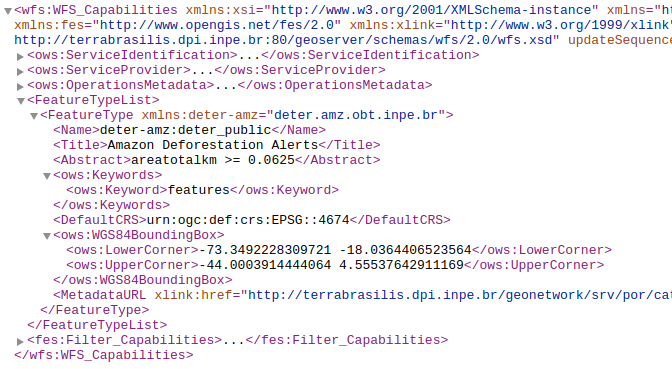 <wfs:WFS_Capabilities xmlns:xsi="http://www.w3.org/2001/XMLSchema-instance" xmlns="ht
xmlns:fes="http://www.opengis.net/fes/2.0" xmlns:xlink="http://www.w3.org/1999/xlink
http://terrabrasilis.dpi.inpe.br:80/geoserver/schemas/wfs/2.0/wfs.xsd" updateSequence
<ows:ServiceIdentification>...</ows:ServiceIdentification>
<ows:ServiceProvider>...</ows:ServiceProvider>
<ows:OperationsMetadata>...</ows:OperationsMetadata>
<FeatureTypeList>
<FeatureType xmlns:deter-amz="deter.amz.obt.inpe.br">
<Name>deter-amz:deter_public</Name>
<Title>Amazon Deforestation Alerts</Title>
<Abstract>areatotalkm >= 0.0625</Abstract>
<ows:Keywords>
<ows:Keyword>features</ows:Keyword>
</ows:Keywords>
<DefaultCRS>urn:ogc:def:crs:EPSG::4674</DefaultCRS>
<ows:WGS84BoundingBox>
<ows:LowerCorner>-73.3492228309721 -18.0364406523564</ows:LowerCorner>
<ows:UpperCorner>-44.0003914444064 4.55537642911169</ows:UpperCorner>
</ows:WGS84BoundingBox>
<MetadataURL xlink:href="http://terrabrasilis.dpi.inpe.br/geonetwork/srv/por/cat
</FeatureType>
</FeatureTypeList>
<fes:Filter_Capabilities>...</fes:Filter_Capabilities>
</wfs:WFS_Capabilities>